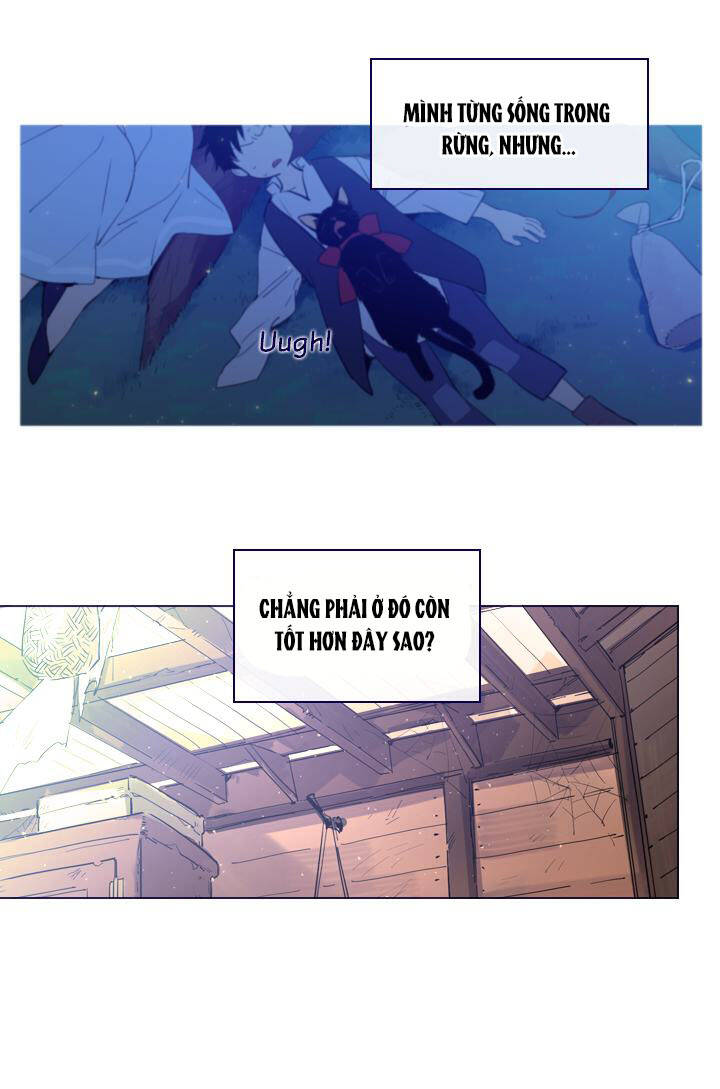 MÌNH TỪNG SỐNG TRONG
RỪNG, NHƯNG...
Uugh!
CHẲNG PHẢI Ở ĐÓ CÒN
TỐT HƠN ĐÂY SAO?